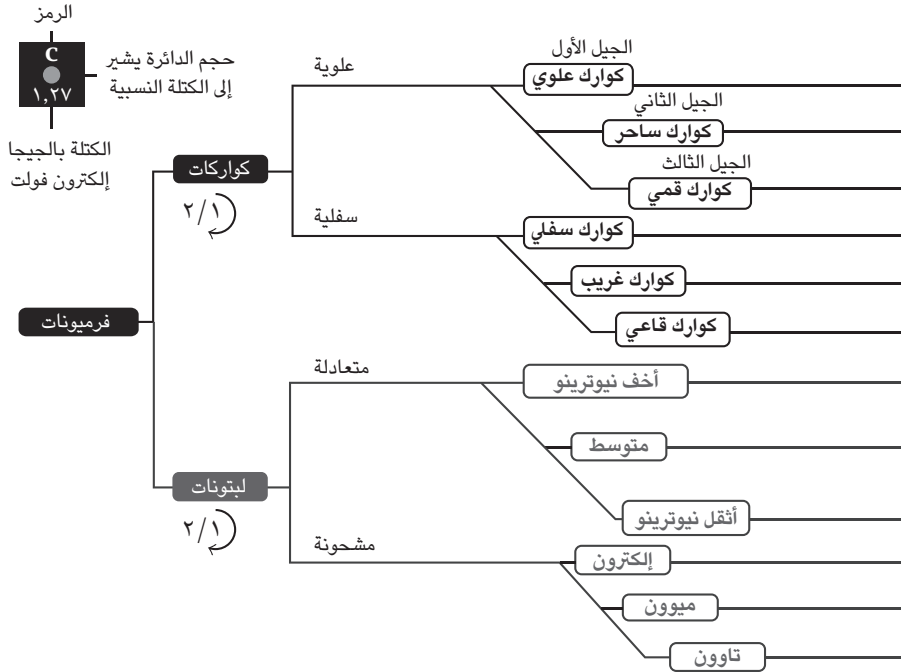 الرمز
C
١,٢٧
حجم الدائرة يشير
إلى الكتلة النسبية
الكتلة بالجيجا
إلكترون فولت
فرميونات
كواركات
١/٢
علوية
الجيل الأول
كوارك علوي
الجيل الثاني
كوارك ساحر
الجيل الثالث
كوارك قمي
سفلية
كوارك سفلي
كوارك غريب
كوارك قاعي
لبتونات
١/٢
متعادلة
أخف نيوترينو
متوسط
أثقل نيوترينو
مشحونة
إلكترون
ميوون
تاوون